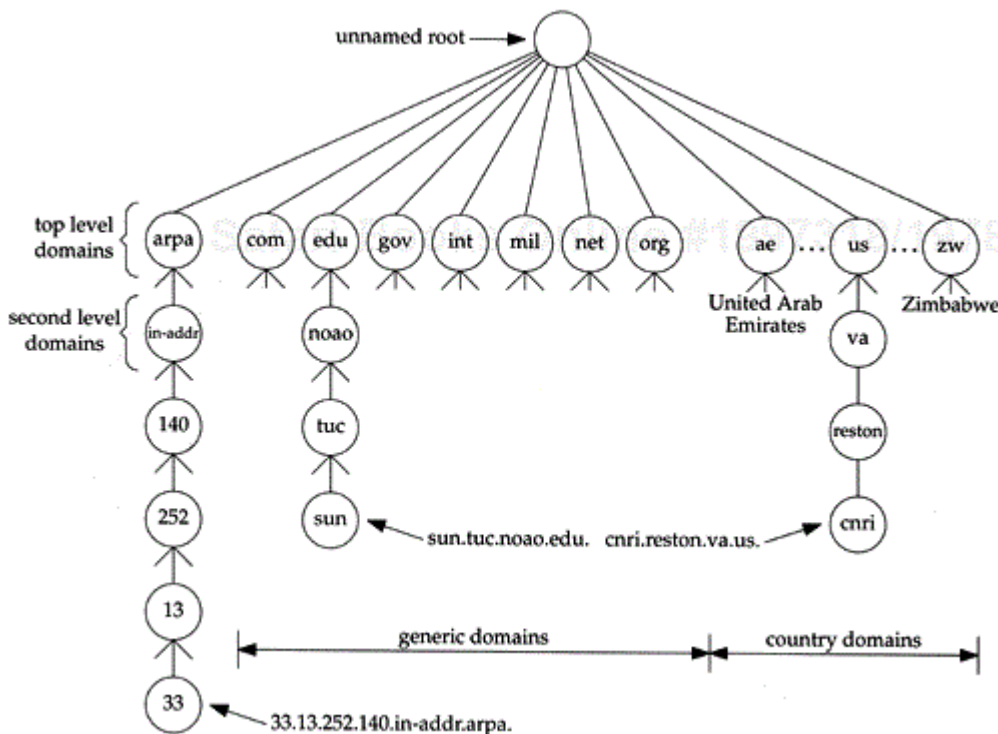 unnamed root
top level
domains
arpa
com
edu
gov
int
mil
net
org
ae
...
us
...
zw
second level
domains
in-addr
noao
United Arab
Emirates
Zimbabwe
va
140
tuc
reston
252
sun
sun.tuc.noao.edu.
cnri.reston.va.us.
cnri
13
generic domains
country domains
33
33.13.252.140.in-addr.arpa.